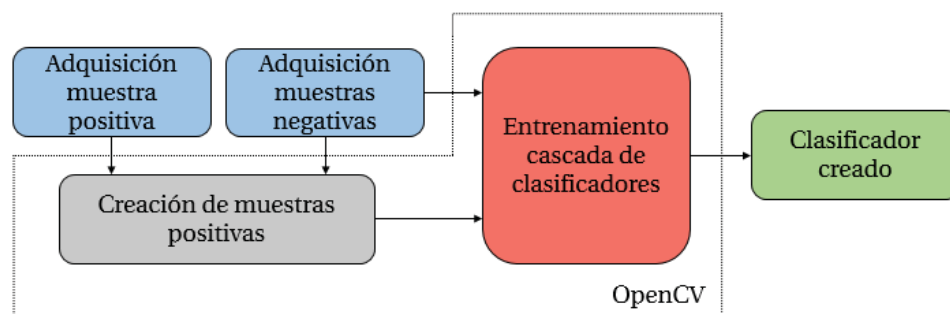 Adquisición
muestra
positiva
Adquisición
muestras
negativas
Creación de muestras
positivas
Entrenamiento
cascada de
clasificadores
Clasificador
creado
OpenCV